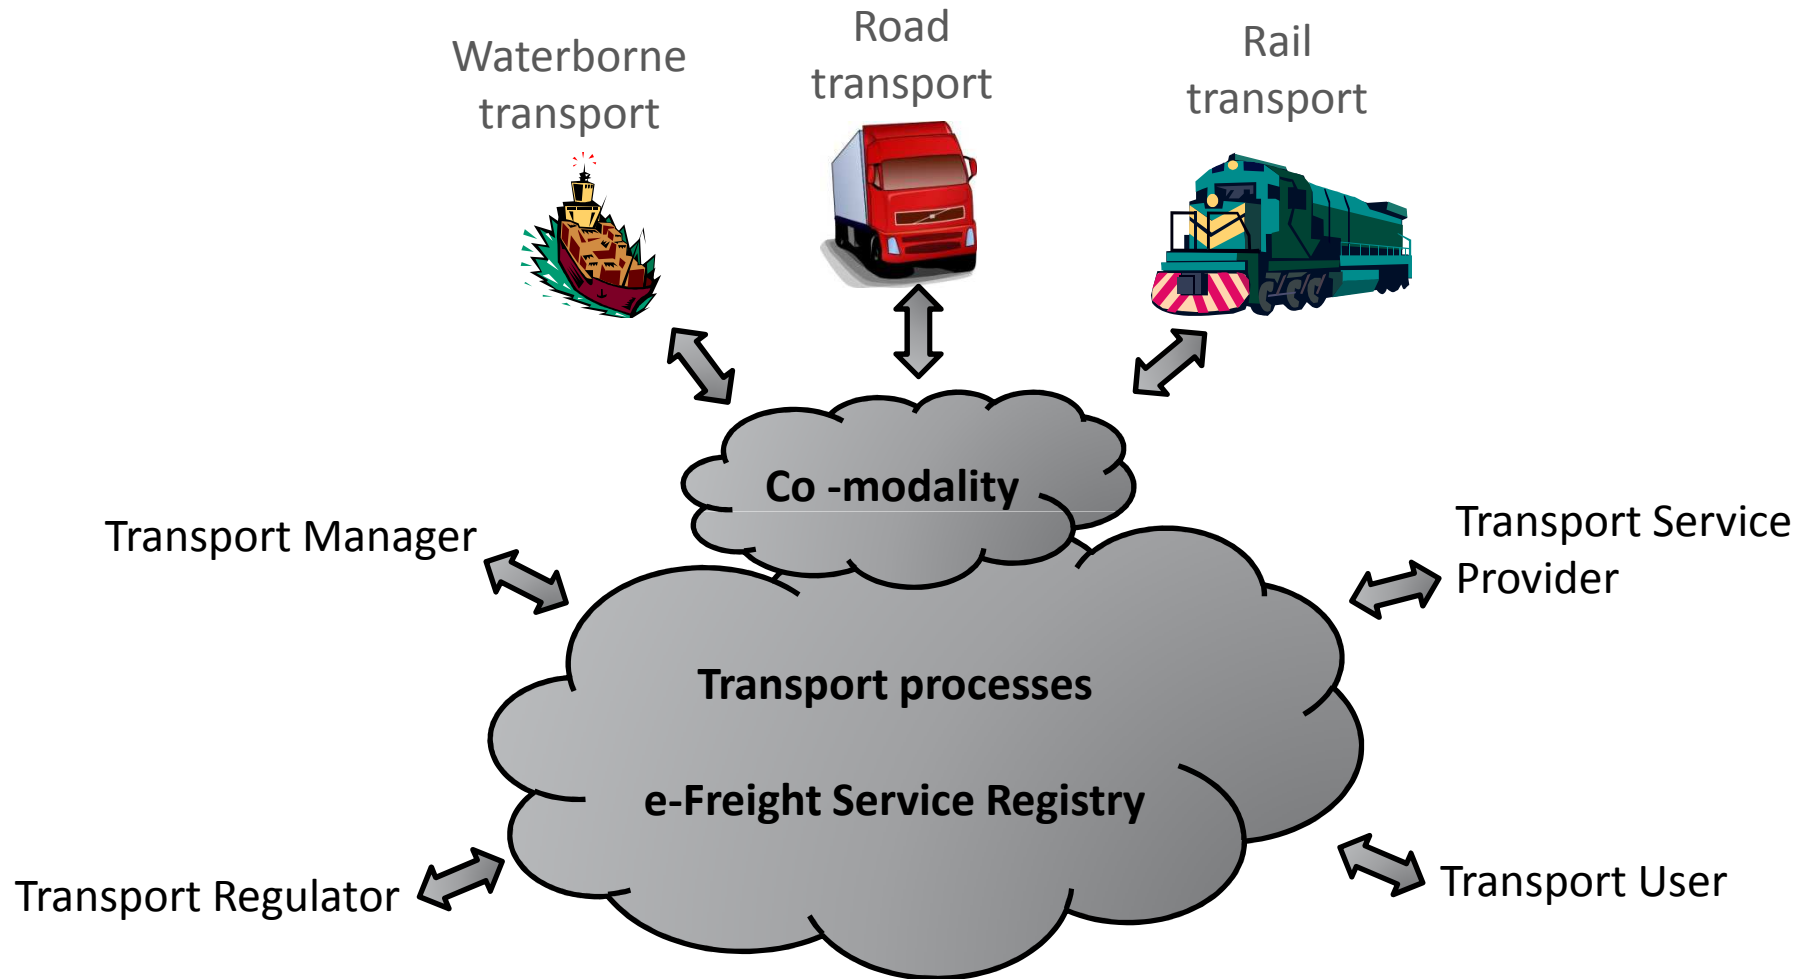 Waterborne
transport
Road
transport
Rail
transport
Co -modality
Transport Manager
Transport Service
Provider
Transport processes
e-Freight Service Registry
Transport Regulator
Transport User